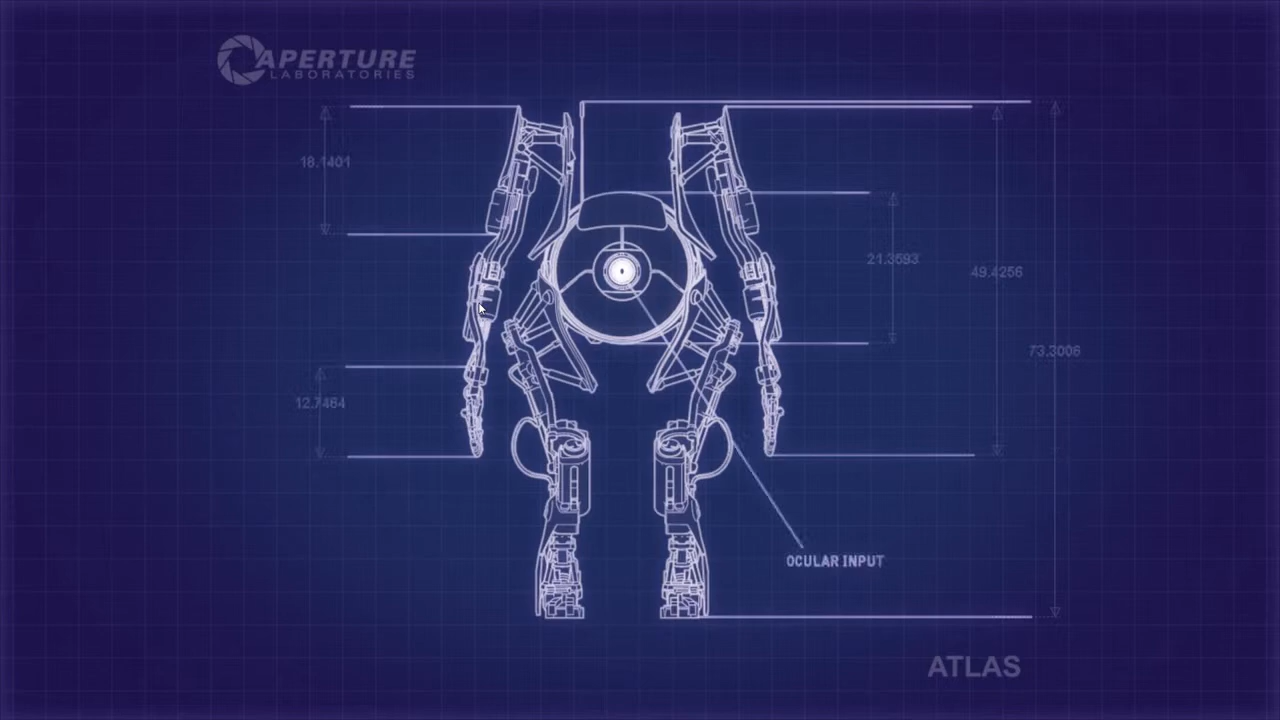 APERTURE
LABORATORIES
18.1401
21.3593
49.4256
73.3006
12.7464
OCULAR INPUT
ATLAS